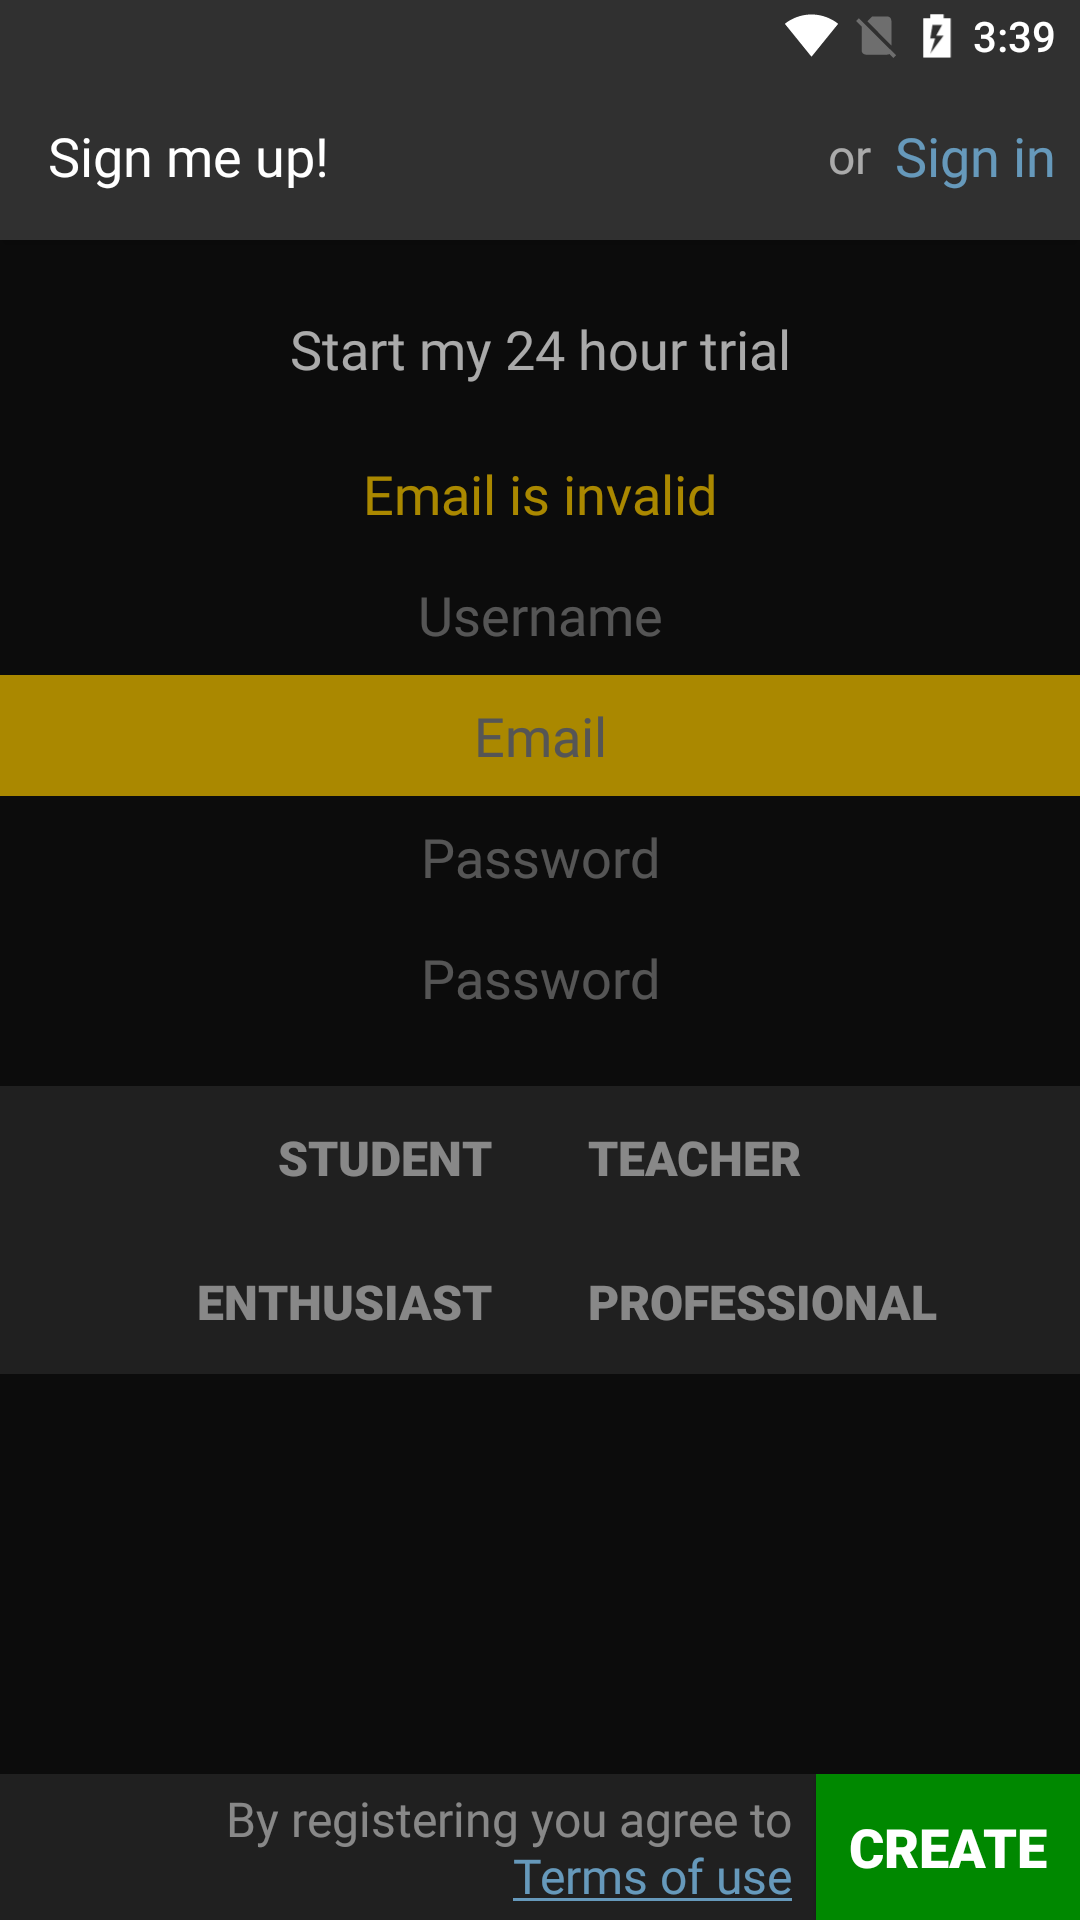 3:39
Sign me up!
or Sign in
Start my 24 hour trial
Email is invalid
Username
Email
Password
Password
STUDENT TEACHER
ENTHUSIAST PROFESSIONAL
By registering you agree to
Terms of use
CREATE